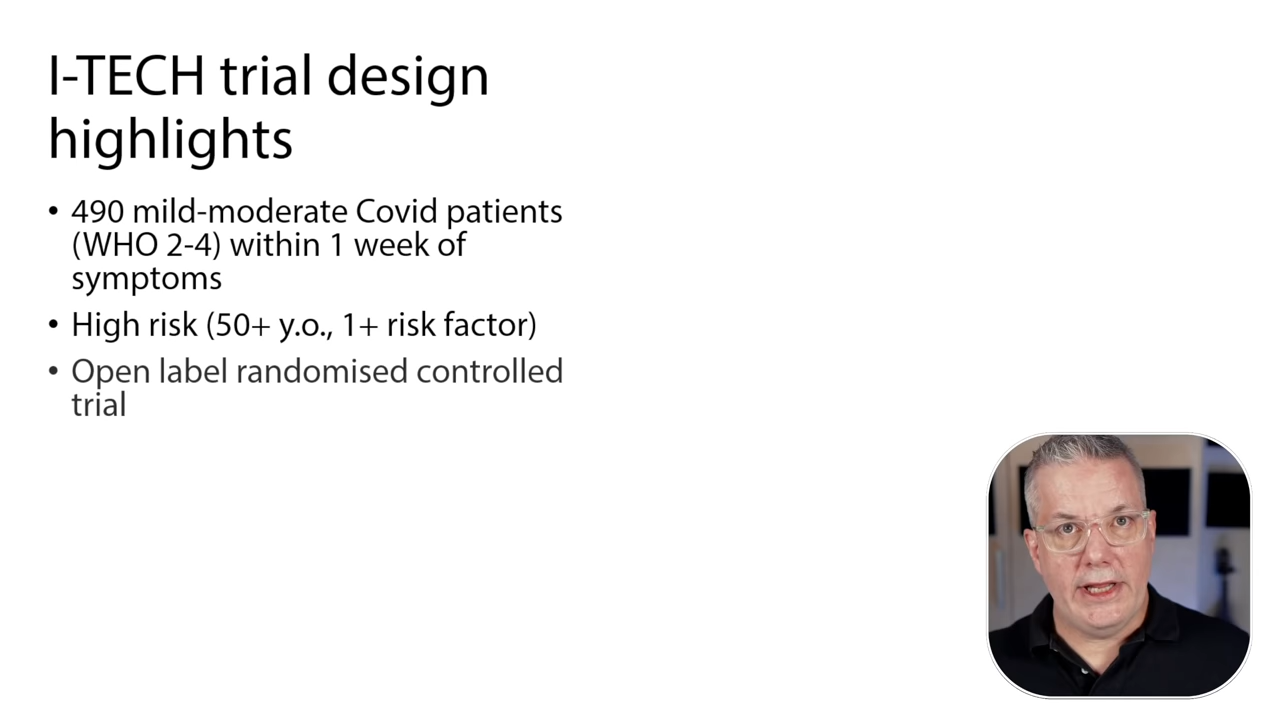 I-TECH trial design
highlights
• 490 mild-moderate Covid patients
(WHO 2-4) within 1 week of
symptoms
• High risk (50+ y.o., 1+ risk factor)
• Open label randomised controlled
trial